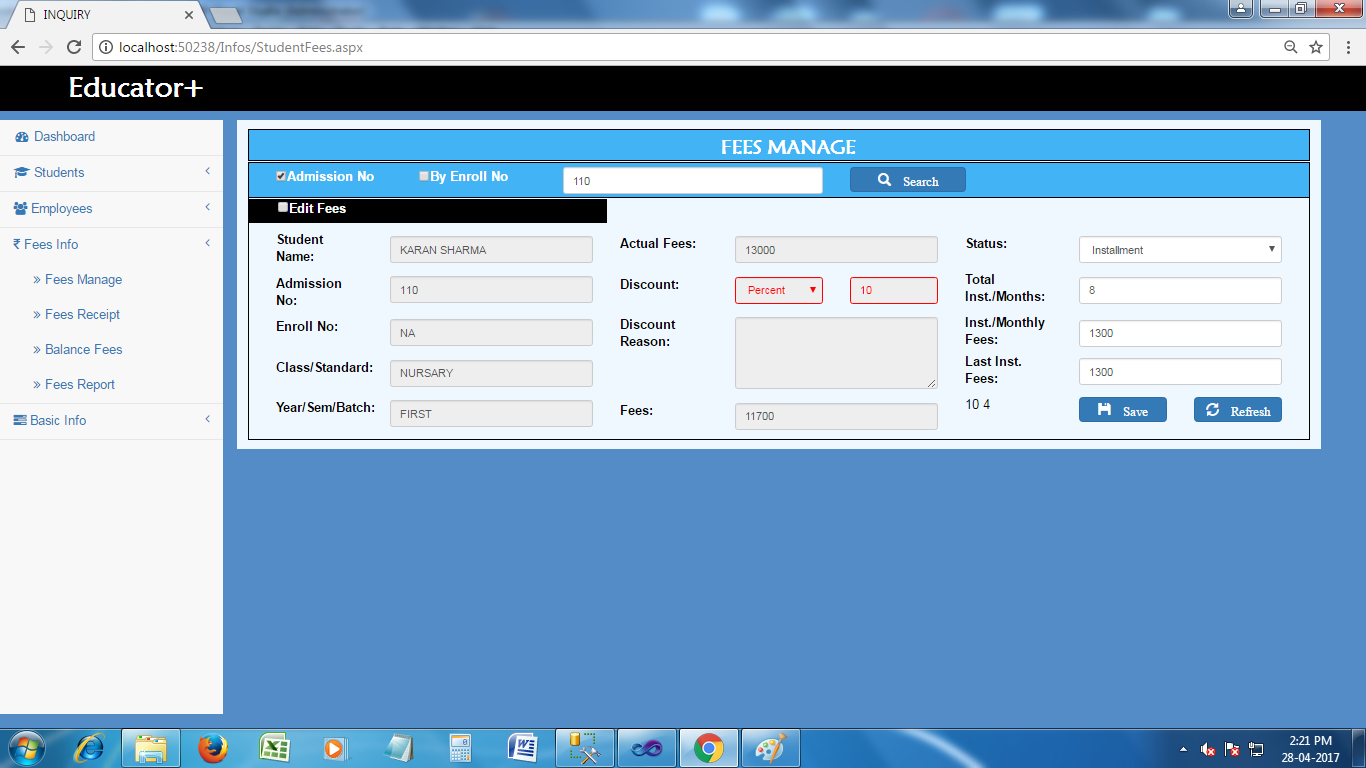 INQUIRY
localhost:50238/Infos/StudentFees.aspx
Educator+
Dashboard
Students
Employees
₹ Fees Info
» Fees Manage
» Fees Receipt
» Balance Fees
» Fees Report
Basic Info
FEES MANAGE
Admission No
By Enroll No
110
Search
Edit Fees
Student Name:
KARAN SHARMA
Admission No:
110
Enroll No:
NA
Class/Standard:
NURSARY
Year/Sem/Batch:
FIRST
Actual Fees:
13000
Discount:
Percent
10
Discount Reason:
Fees:
11700
Status:
Installment
Total Inst./Months:
8
Inst./Monthly Fees:
1300
Last Inst. Fees:
1300
10 4
Save
Refresh
2:21 PM
28-04-2017